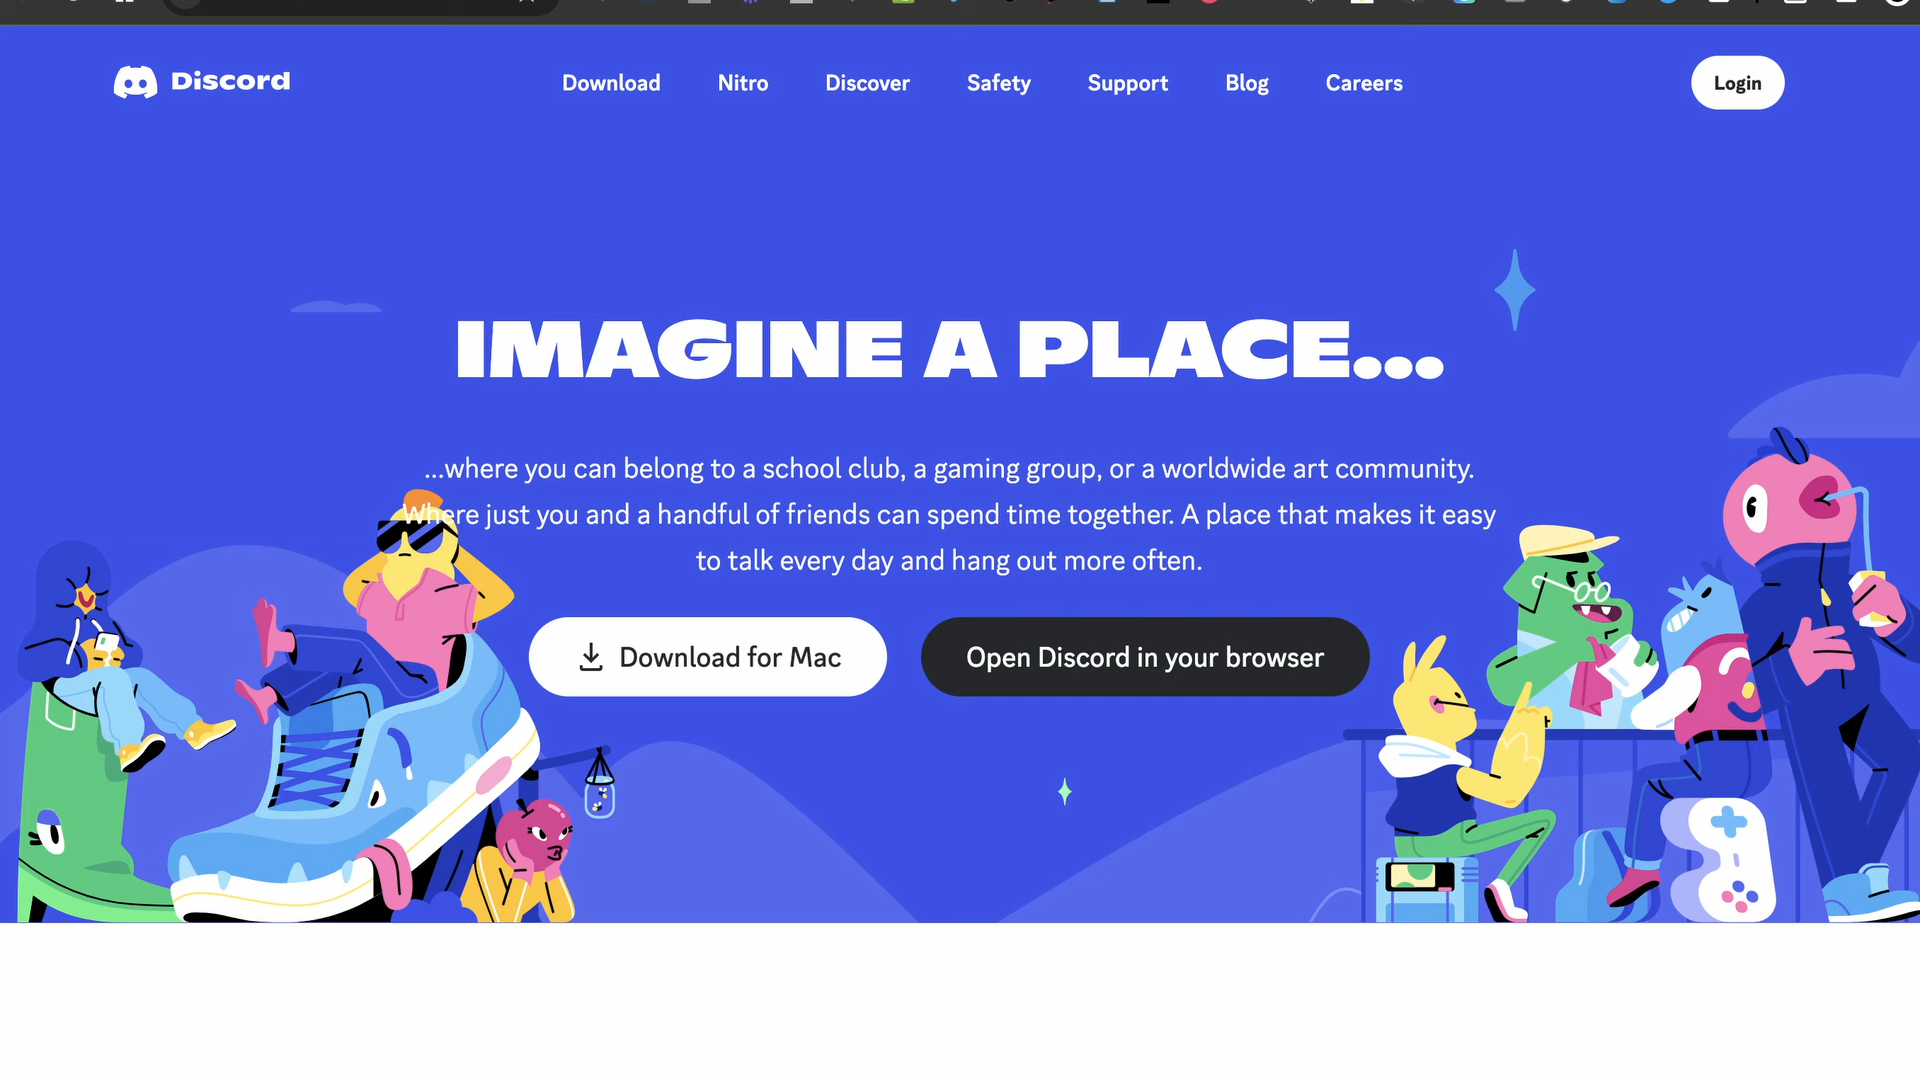 Discord
Download Nitro Discover Safety Support Blog Careers
Login
IMAGINE A PLACE...
...where you can belong to a school club, a gaming group, or a worldwide art community.
Where just you and a handful of friends can spend time together. A place that makes it easy
to talk every day and hang out more often.
Download for Mac
Open Discord in your browser